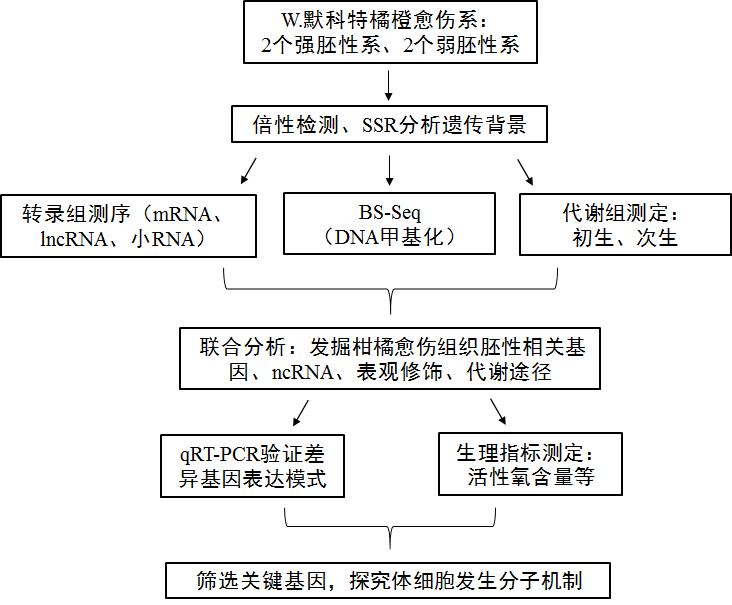 W.默科特橘橙愈伤系：
2个强胚性系、2个弱胚性系
倍性检测、SSR分析遗传背景
转录组测序（mRNA、
lncRNA、小RNA）
BS-Seq
（DNA甲基化）
代谢组测定：
初生、次生
联合分析：发掘柑橘愈伤组织胚性相关基
因、ncRNA、表观修饰、代谢途径
qRT-PCR验证差
异基因表达模式
生理指标测定：
活性氧含量等
筛选关键基因，探究体细胞发生分子机制